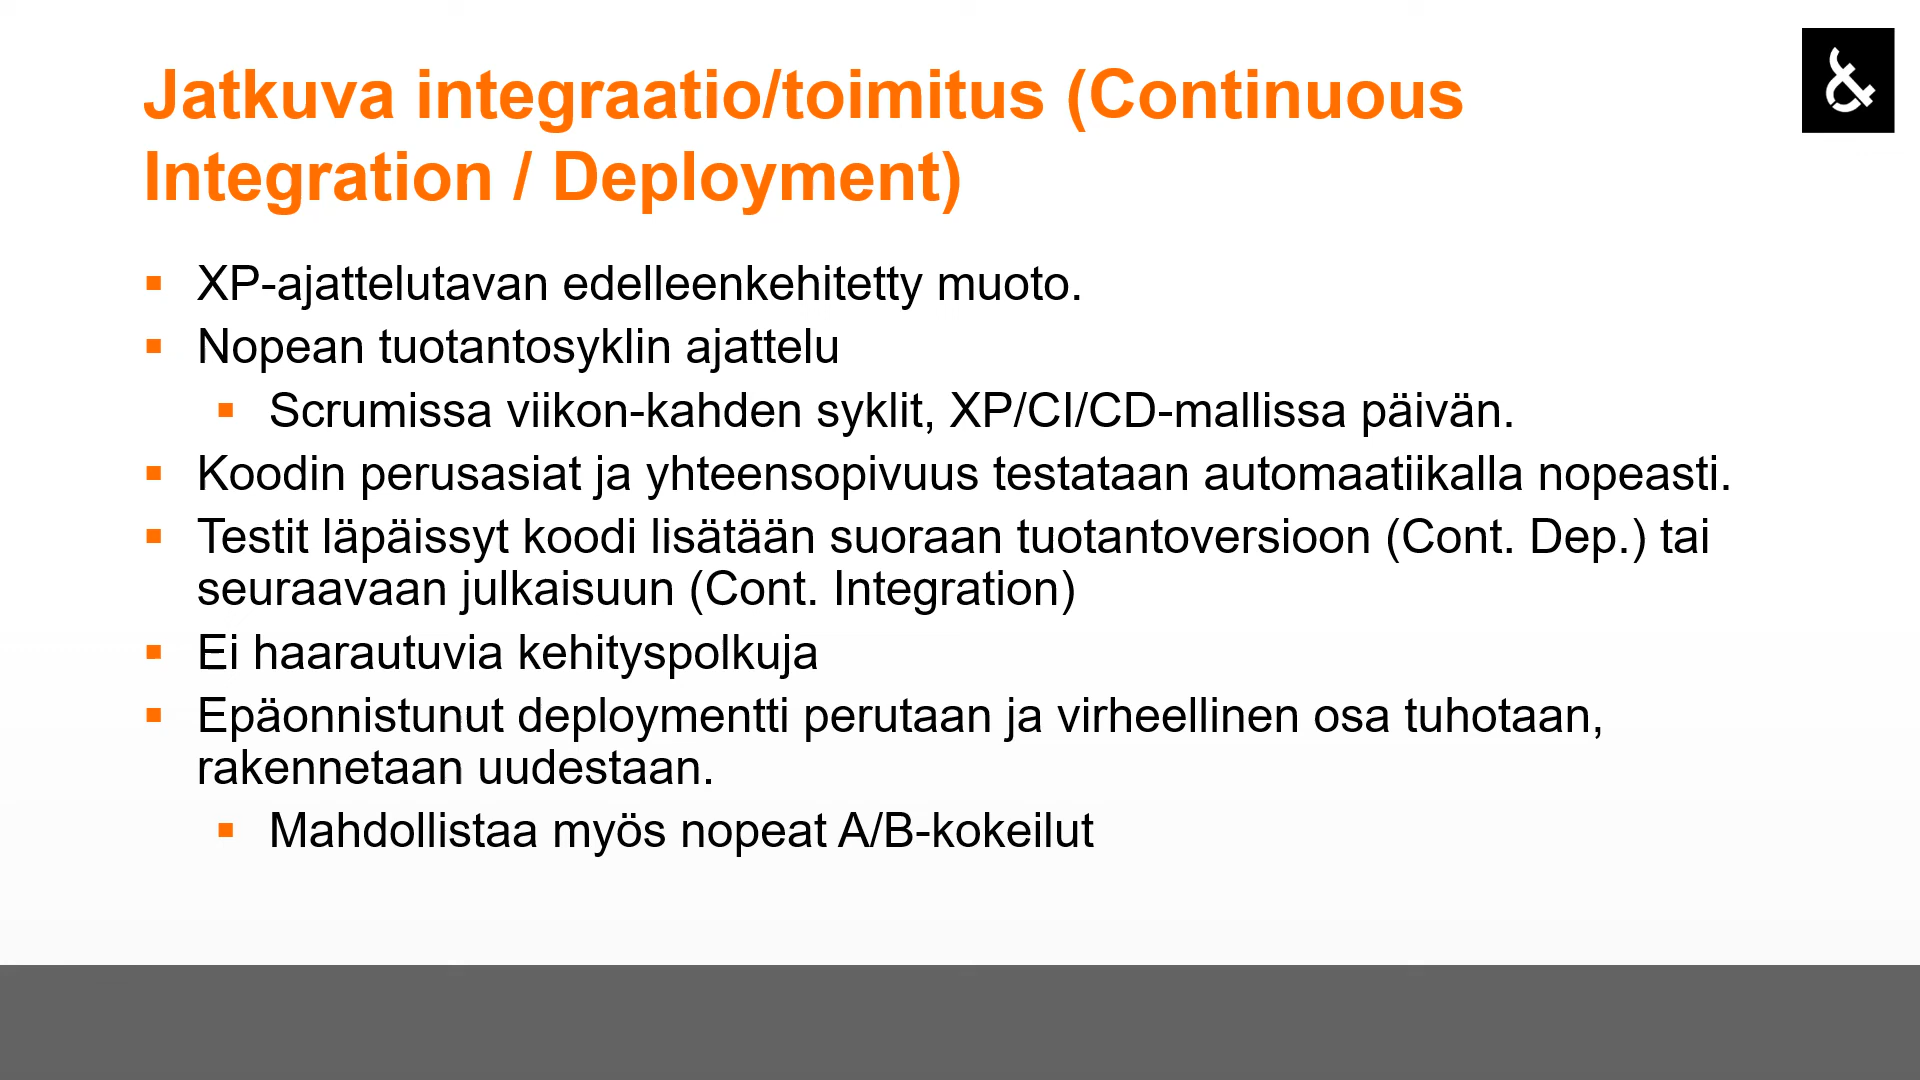 Jatkuva integraatio/toimitus (Continuous
Integration / Deployment)
&
XP-ajattelutavan edelleenkehitetty muoto.
Nopean tuotantosyklin ajattelu
Scrumissa viikon-kahden syklit, XP/CI/CD-mallissa päivän.
Koodin perusasiat ja yhteensopivuus testataan automaatiikalla nopeasti.
Testit läpäissyt koodi lisätään suoraan tuotantoversioon (Cont. Dep.) tai
seuraavaan julkaisuun (Cont. Integration)
Ei haarautuvia kehityspolkuja
Epäonnistunut deploymentti perutaan ja virheellinen osa tuhotaan,
rakennetaan uudestaan.
Mahdollistaa myös nopeat A/B-kokeilut